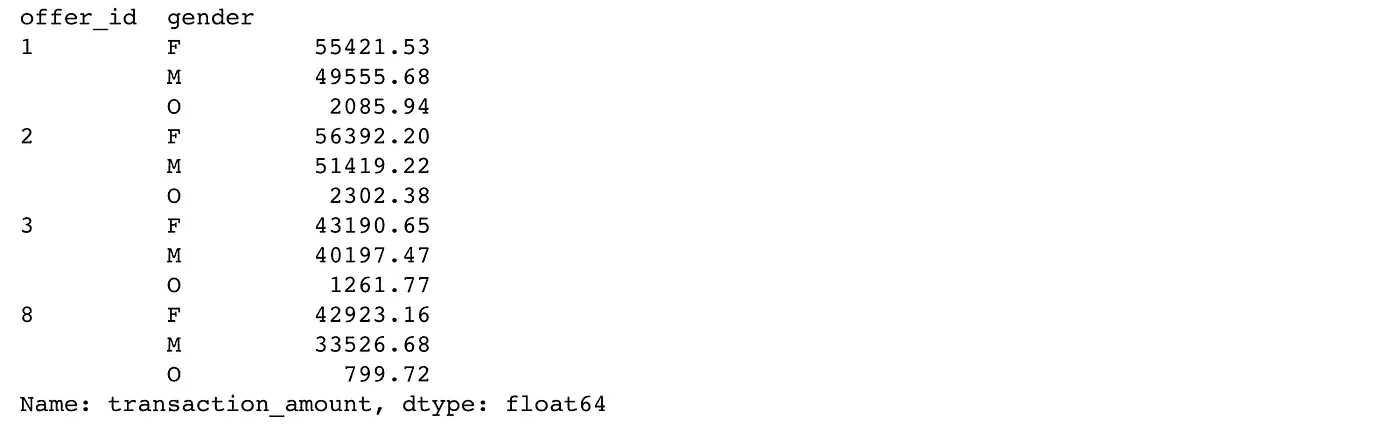 offer_id  gender
1         F         55421.53
          M         49555.68
          O          2085.94
2         F         56392.20
          M         51419.22
          O          2302.38
3         F         43190.65
          M         40197.47
          O          1261.77
8         F         42923.16
          M         33526.68
          O           799.72
Name: transaction_amount, dtype: float64